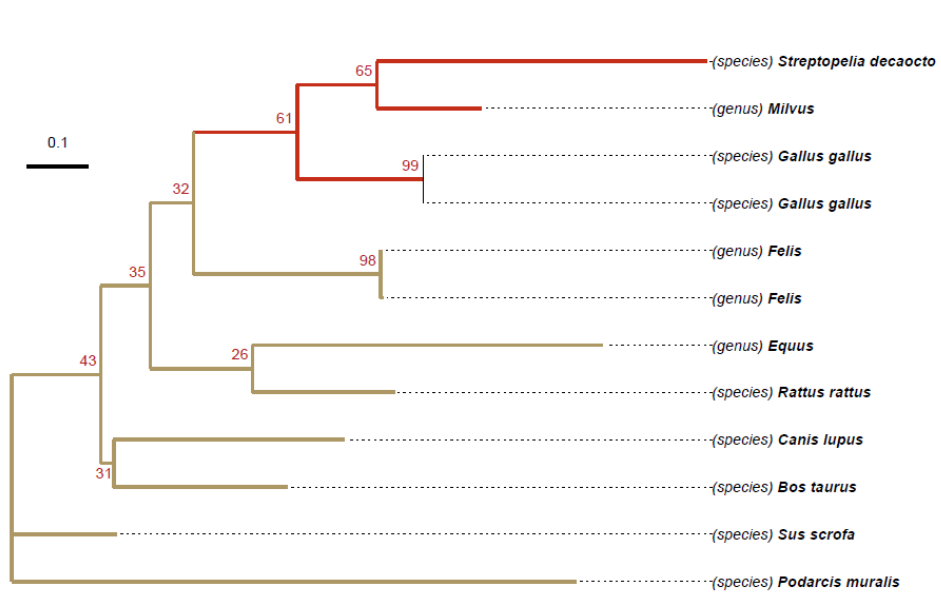 65
(species) Streptopelia decaocto
(genus) Milvus
61
0.1
99
(species) Gallus gallus
32
(species) Gallus gallus
98
(genus) Felis
35
(genus) Felis
26
(genus) Equus
43
(species) Rattus rattus
(species) Canis lupus
31
(species) Bos taurus
(species) Sus scrofa
(species) Podarcis muralis